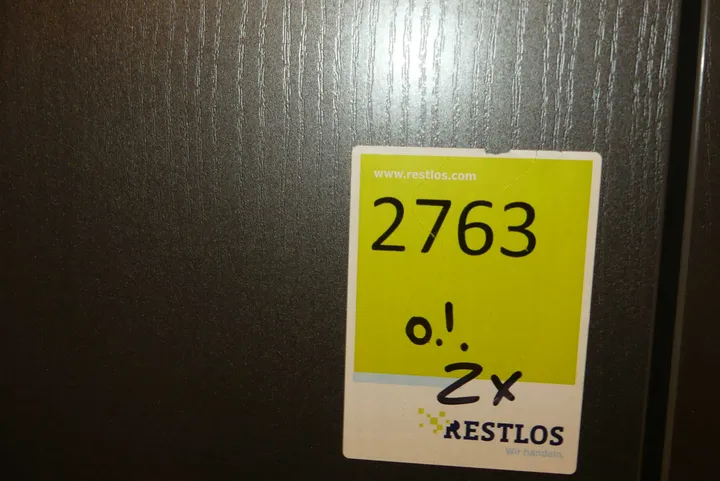 www.restlos.com
2763
o.!.
2x
RESTLOS
Wir handeln.